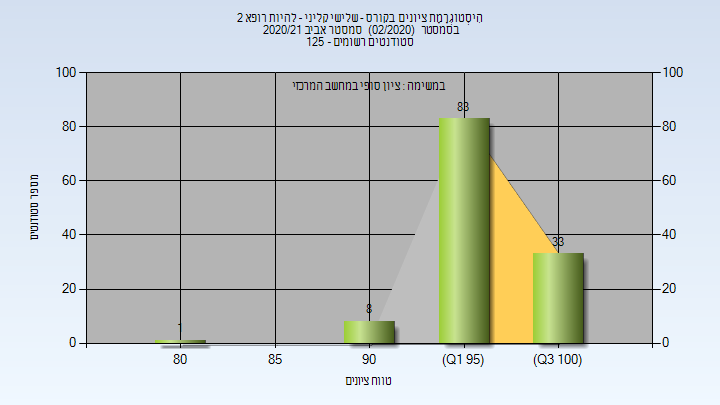 היסטוגרמת ציונים בקורס - שלישי קליני - להיות רופא 2
בסמסטר (02/2020) סמסטר אביב 2020/21
סטודנטים רשומים - 125
במשימה : ציון סופי במחשב המרכזי
מספר סטודנטים
100
80
60
40
20
0
100
80
60
40
20
0
1
8
83
33
80
85
90
(Q1 95)
(Q3 100)
טווח ציונים